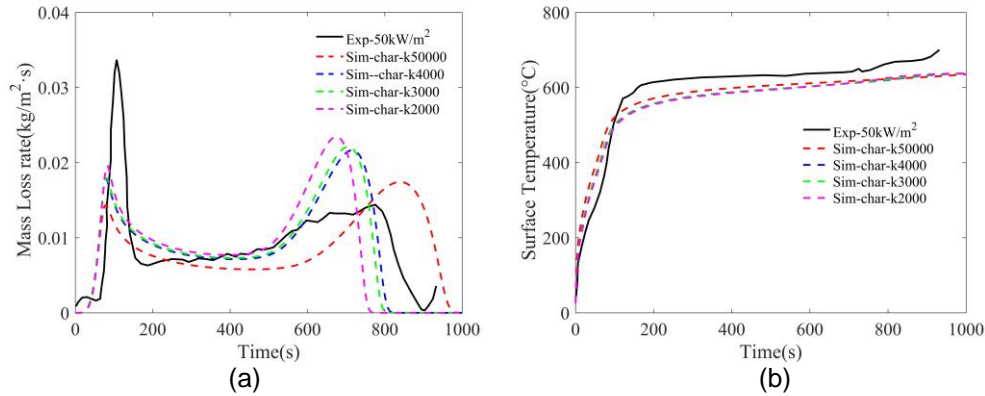 0.04
0.03
0.02
0.01
0
Mass Loss rate(kg/m²·s)
Exp-50kW/m²
Sim-char-k50000
Sim--char-k4000
Sim-char-k3000
Sim-char-k2000
0 200 400 600 800 1000
Time(s)
(a)
800
600
400
200
0
Surface Temperature(°C)
Exp-50kW/m²
Sim-char-k50000
Sim-char-k4000
Sim-char-k3000
Sim-char-k2000
0 200 400 600 800 1000
Time(s)
(b)